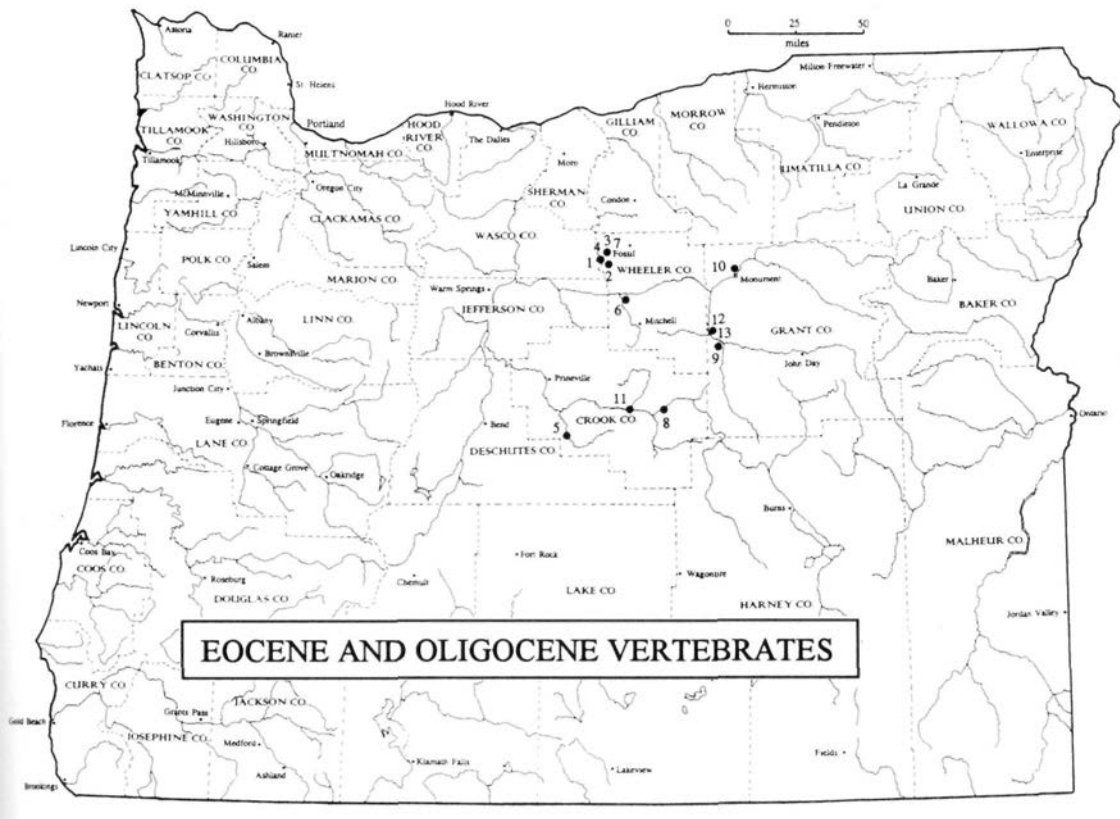 0 25 50
miles
Astoria
Ranier
COLUMBIA
CO.
CLATSOP CO.
St Helens
Milton Freewater
Hermiston
Hood River
Portland
WASHINGTON
CO.
Hillsboro
TILLAMOOK
CO.
Tillamook
MULTNOMAH CO.
HOOD
RIVER
CO.
The Dalles
GILLIAM
CO.
MORROW
CO.
Pendleton
WALLOWA CO.
Enterprise
Moro
UMATILLA CO.
La Grande
UNION CO.
Oregon City
McMinnville
YAMHILL CO.
CLACKAMAS CO.
SHERMAN
CO.
Condon
WASCO CO.
Lincoln City
POLK CO.
Salem
MARION CO.
3 7
4
Fossil
1
2
WHEELER CO.
10
Monument
Baker
BAKER CO.
Warm Springs
JEFFERSON CO.
6
Mitchell
Newport
LINCOLN
CO.
Corvallis
Albany
LINN CO.
12
13
GRANT CO.
9
John Day
BENTON CO.
Brownsville
Yachats
Junction City
Prineville
11
Florence
Eugene
Springfield
Bend
5
CROOK CO.
8
Ontario
LANE CO.
DESCHUTES CO.
Cottage Grove
Oakridge
Burns
MALHEUR CO.
Coos Bay
COOS CO.
Fort Rock
Roseburg
Chemult
Wagontire
DOUGLAS CO.
LAKE CO.
HARNEY CO.
Jordan Valley
EOCENE AND OLIGOCENE VERTEBRATES
CURRY CO.
JACKSON CO.
Gold Beach
Grants Pass
JOSEPHINE CO.
Medford
Klamath Falls
Ashland
Lakeview
Fields
Brookings